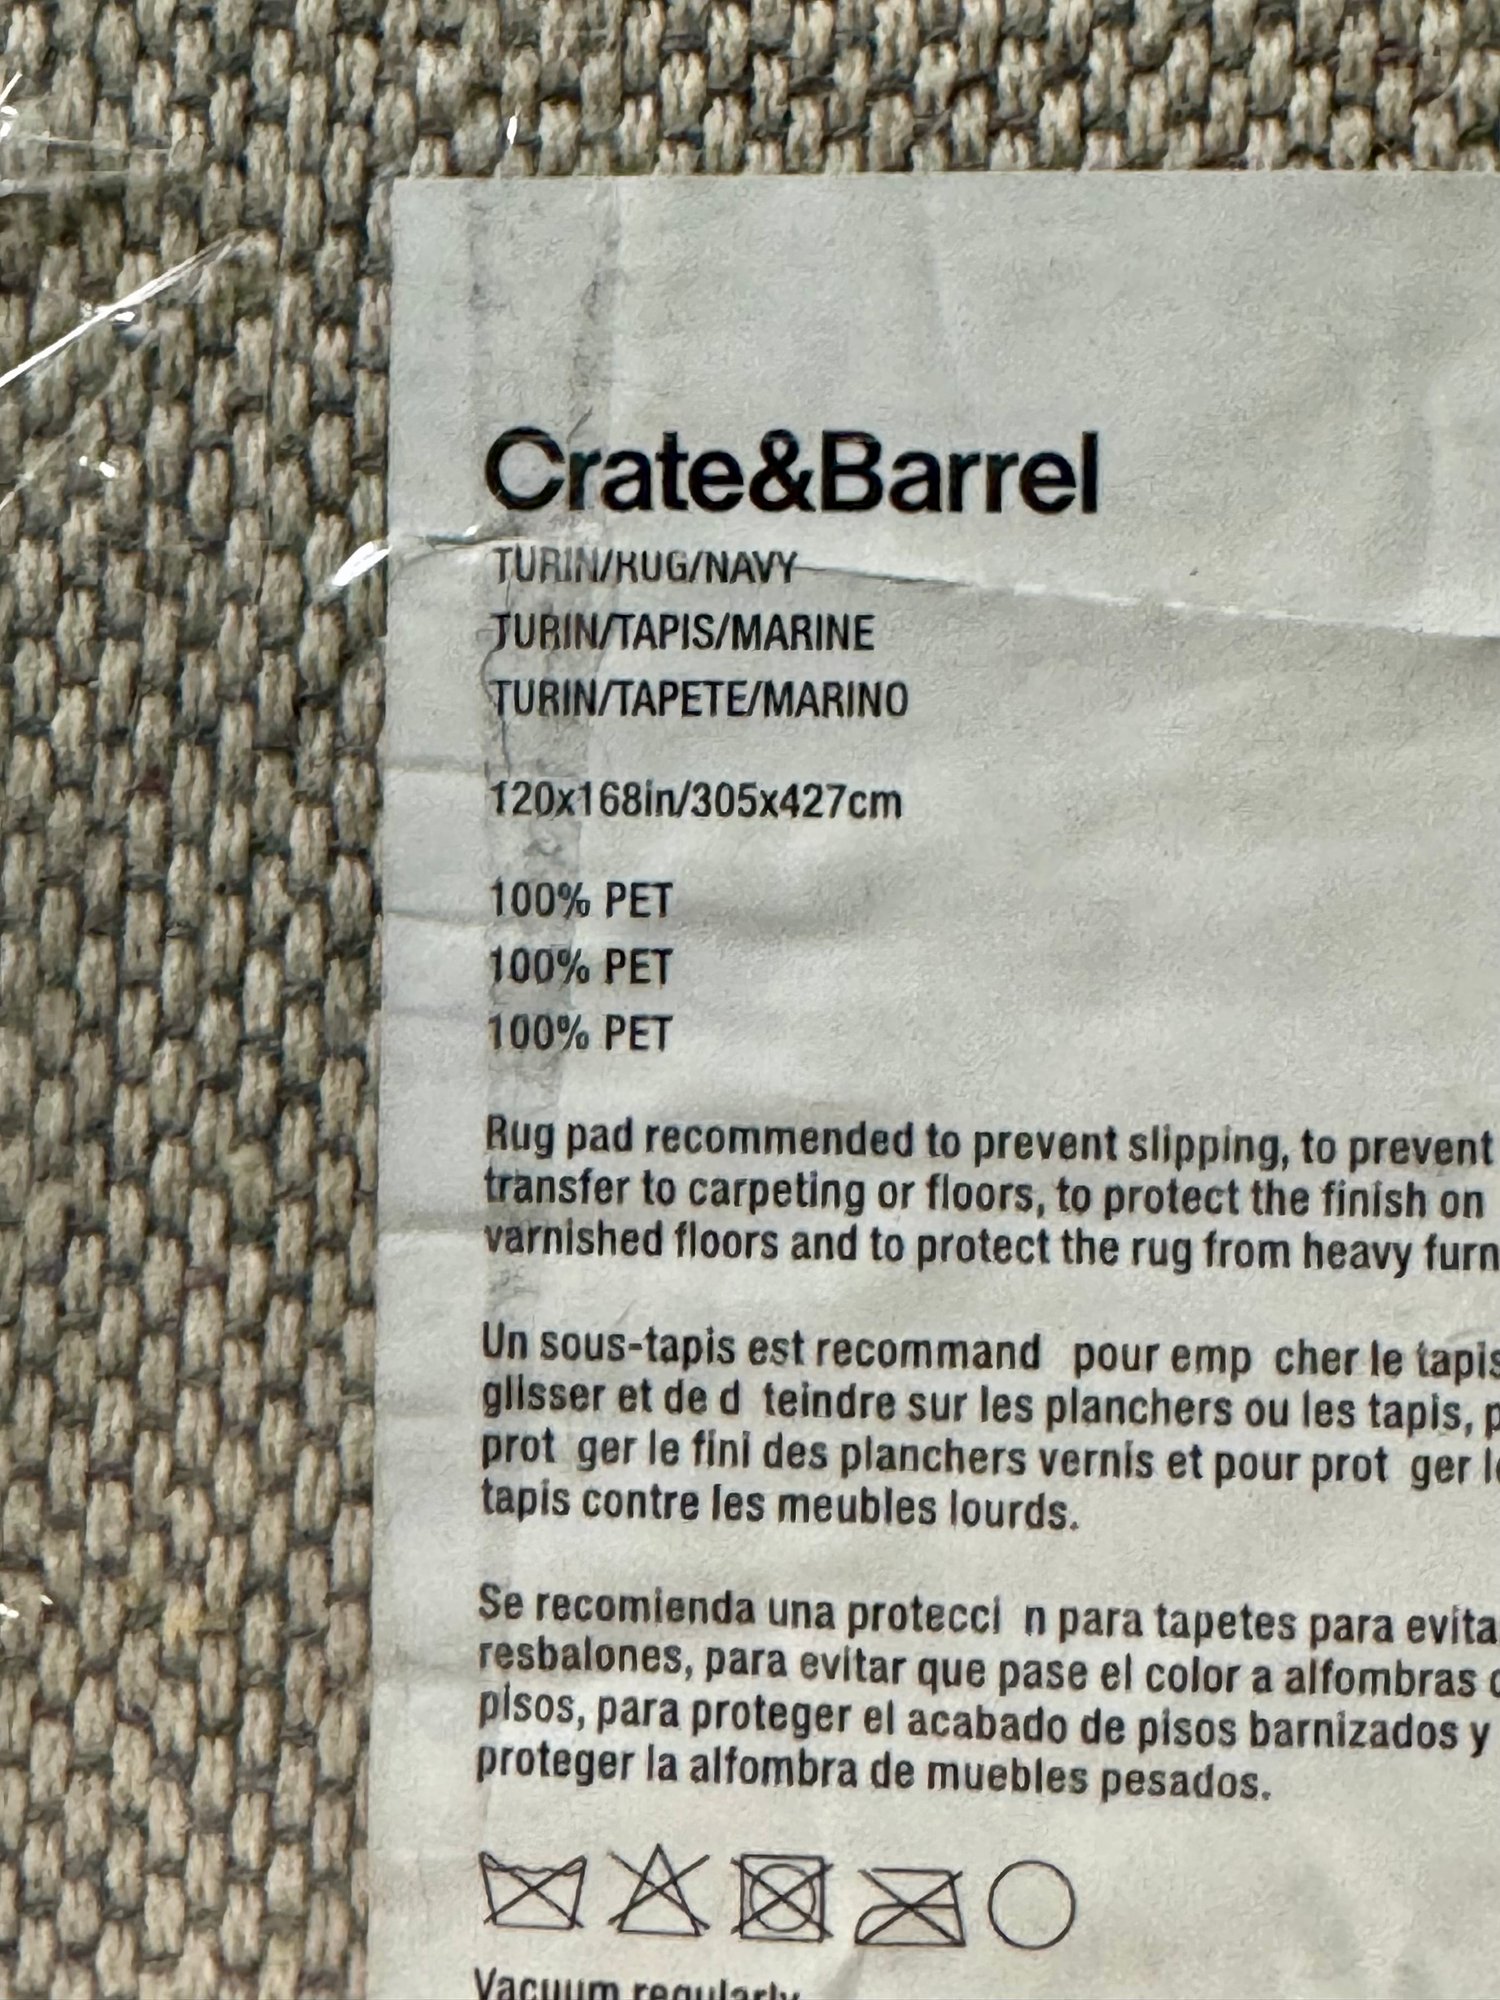 Crate&Barrel
TURIN/RUG/NAVY
TURIN/TAPIS/MARINE
TURIN/TAPETE/MARINO
120x168in/305x427cm
100% PET
100% PET
100% PET
Rug pad recommended to prevent slipping, to prevent
transfer to carpeting or floors, to protect the finish on
varnished floors and to protect the rug from heavy furn
Un sous-tapis est recommand pour emp cher le tapis
glisser et de d teindre sur les planchers ou les tapis, p
prot ger le fini des planchers vernis et pour prot ger le
tapis contre les meubles lourds.
Se recomienda una protecci n para tapetes para evita
resbalones, para evitar que pase el color a alfombras o
pisos, para proteger el acabado de pisos barnizados y
proteger la alfombra de muebles pesados.
Vacuum regularly.